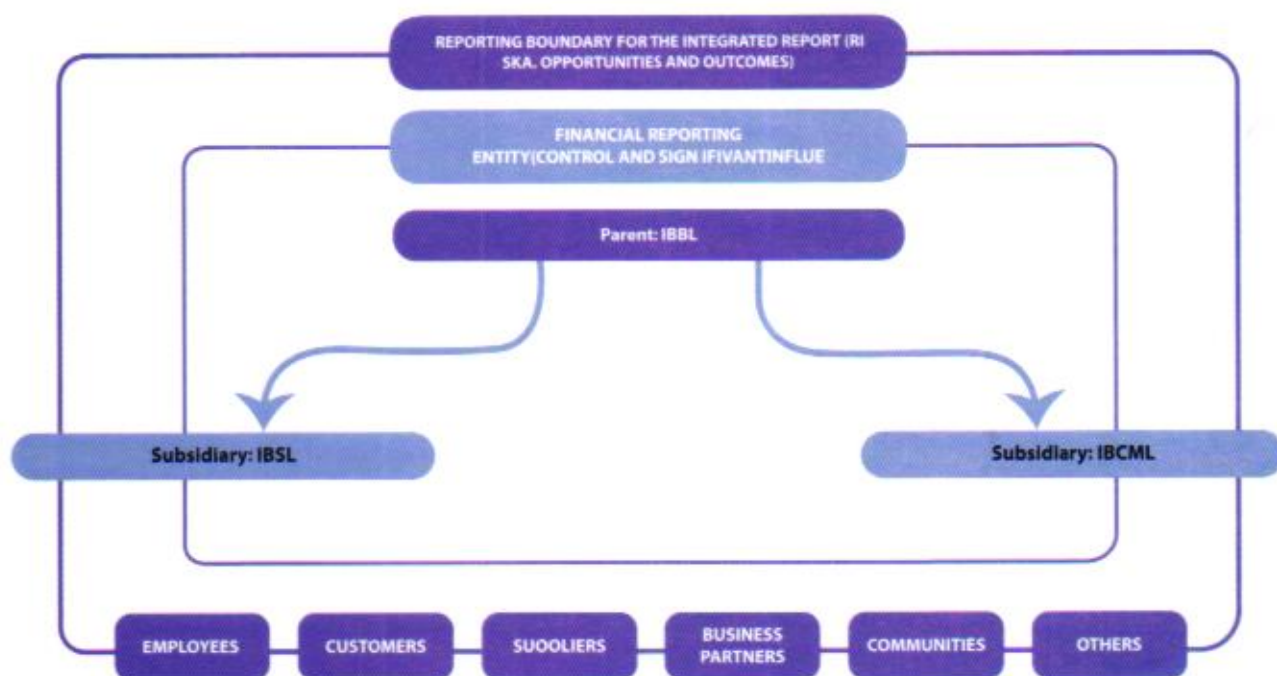 REPORTING BOUNDARY FOR THE INTEGRATED REPORT (RI
SKA. OPPORTUNITIES AND OUTCOMES)
FINANCIAL REPORTING
ENTITY(CONTROL AND SIGN IFIVANTINFLUE
Parent: IBBL
Subsidiary: IBSL
Subsidiary: IBCML
EMPLOYEES
CUSTOMERS
SUOOLIERS
BUSINESS
PARTNERS
COMMUNITIES
OTHERS